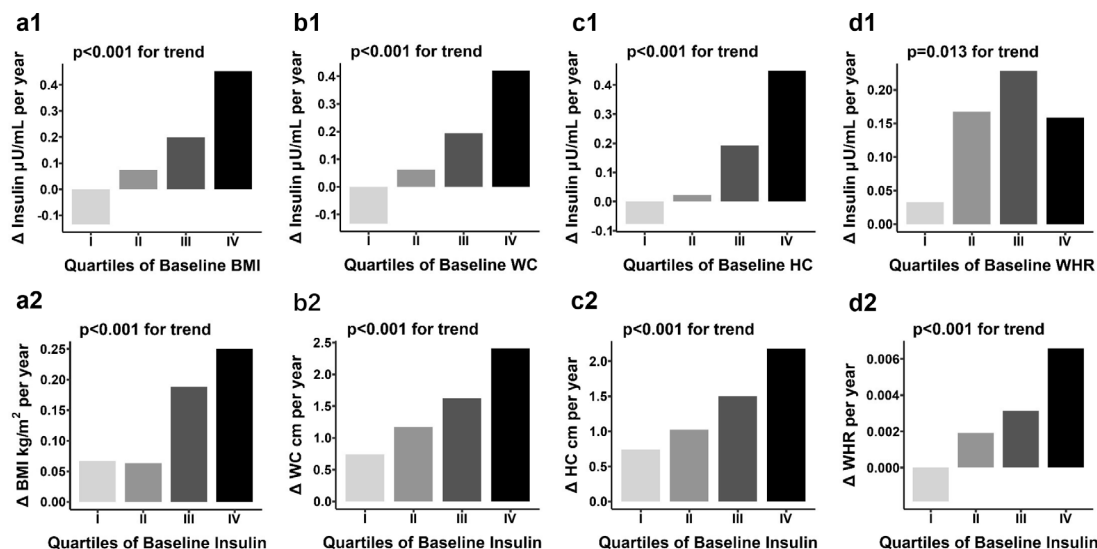 a1
p<0.001 for trend
Δ Insulin µU/mL per year
0.4
0.3
0.2
0.1
0.0
-0.1
I II III IV
Quartiles of Baseline BMI
b1
p<0.001 for trend
Δ Insulin µU/mL per year
0.4
0.3
0.2
0.1
0.0
-0.1
I II III IV
Quartiles of Baseline WC
c1
p<0.001 for trend
Δ Insulin µU/mL per year
0.4
0.3
0.2
0.1
0.0
-0.1
I II III IV
Quartiles of Baseline HC
d1
p=0.013 for trend
Δ Insulin µU/mL per year
0.20
0.15
0.10
0.05
0.00
I II III IV
Quartiles of Baseline WHR
a2
p<0.001 for trend
Δ BMI kg/m² per year
0.25
0.20
0.15
0.10
0.05
0.00
I II III IV
Quartiles of Baseline Insulin
b2
p<0.001 for trend
Δ WC cm per year
2.5
2.0
1.5
1.0
0.5
0.0
I II III IV
Quartiles of Baseline Insulin
c2
p<0.001 for trend
Δ HC cm per year
2.0
1.5
1.0
0.5
0.0
I II III IV
Quartiles of Baseline Insulin
d2
p<0.001 for trend
Δ WHR per year
0.006
0.004
0.002
0.000
I II III IV
Quartiles of Baseline Insulin